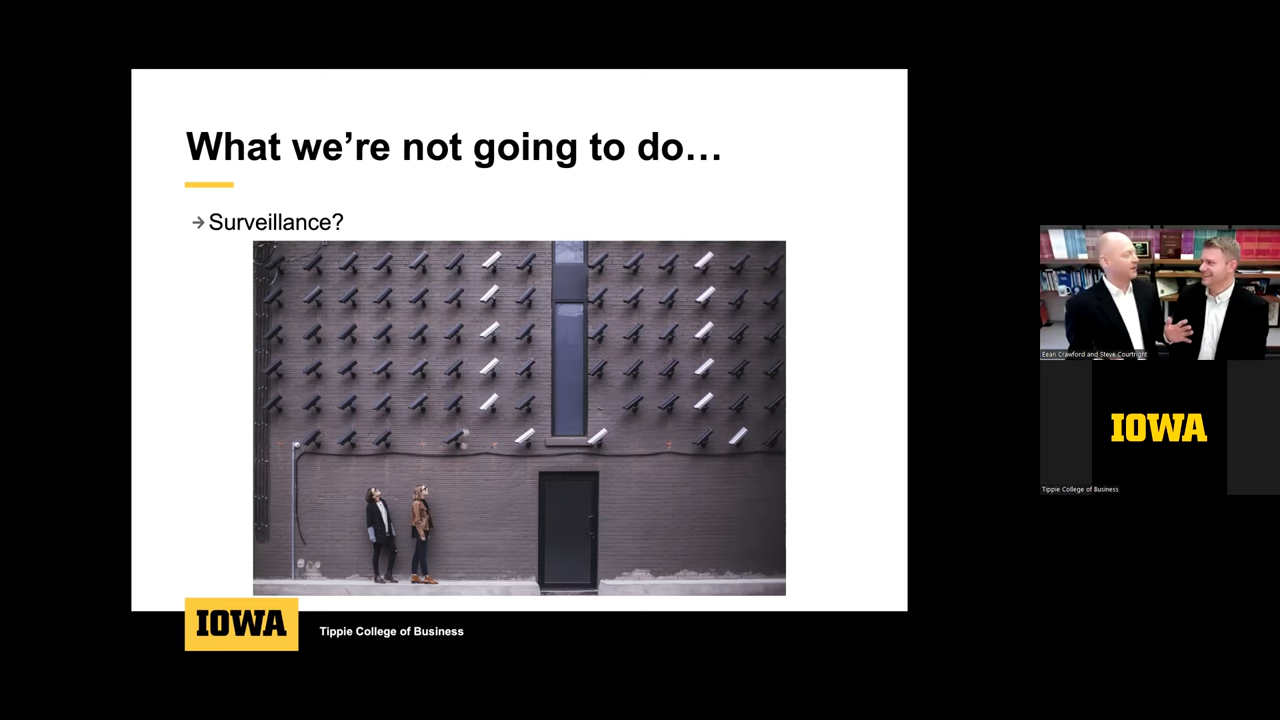 What we’re not going to do…
→Surveillance?
IOWA
Tippie College of Business
Eean Crawford and Steve Courtright
IOWA
Tippie College of Business